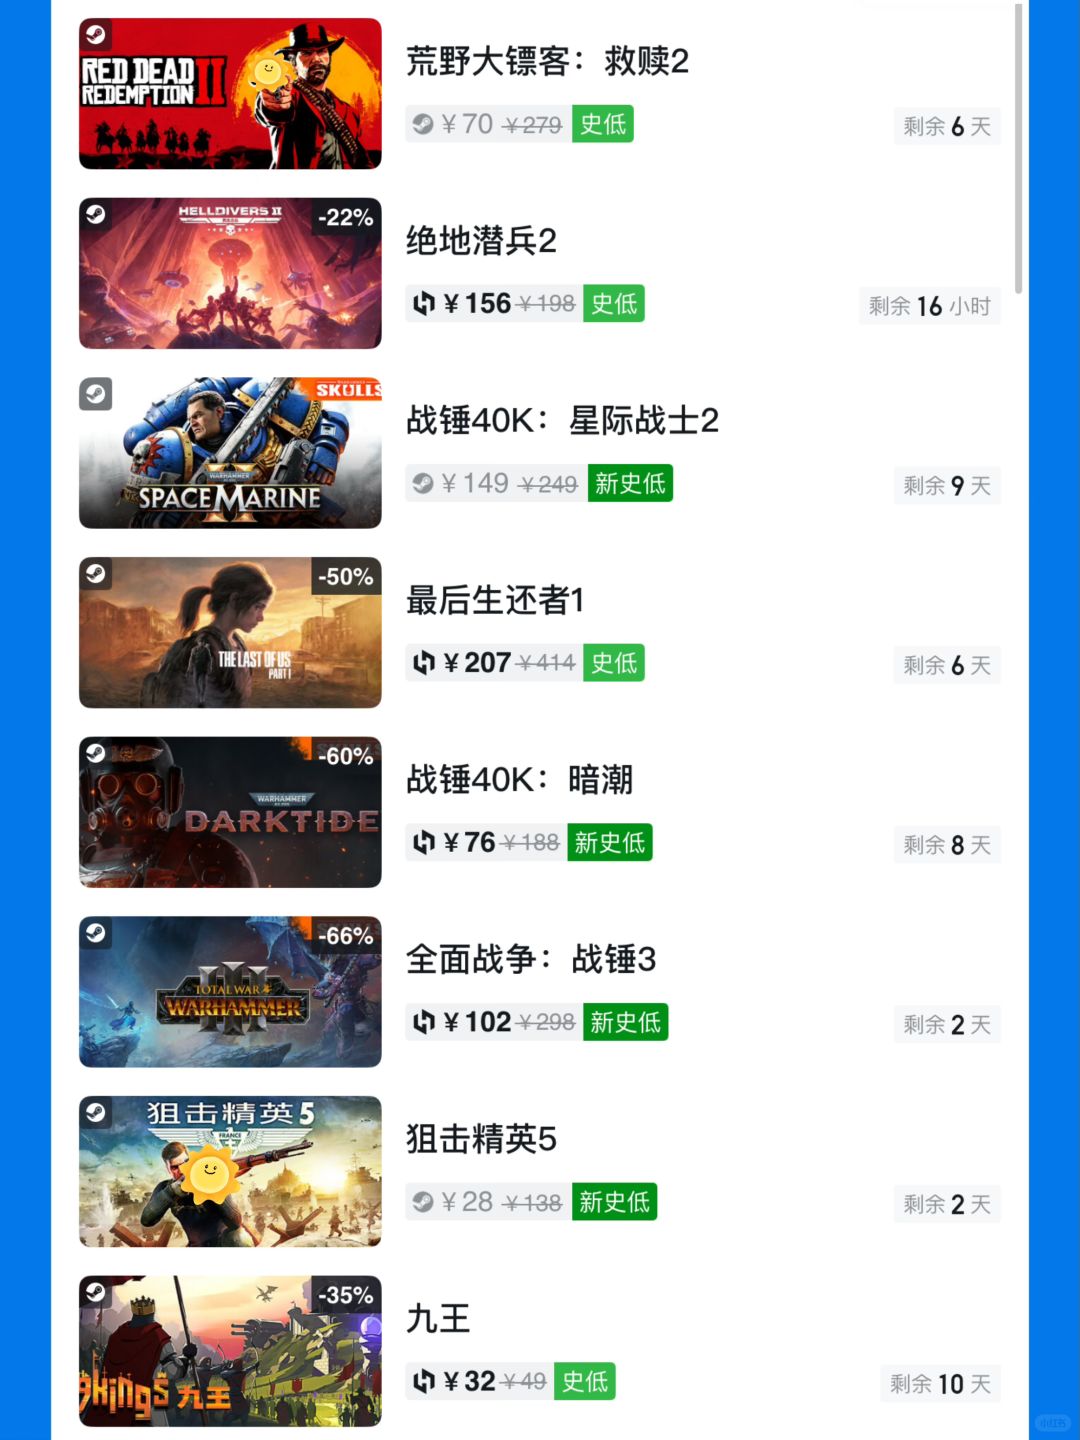 RED DEAD
REDEMPTION II
荒野大镖客：救赎2
¥70 ¥279 史低
剩余 6 天
HELLDIVERS II
-22%
绝地潜兵2
¥156 ¥198 史低
剩余 16 小时
SKULLS
WARHAMMER
SPACE MARINE
II
战锤40K：星际战士2
¥149 ¥249 新史低
剩余 9 天
-50%
THE LAST OF US
PART I
最后生还者1
¥207 ¥414 史低
剩余 6 天
-60%
WARHAMMER
DARKTIDE
战锤40K：暗潮
¥76 ¥188 新史低
剩余 8 天
-66%
TOTAL WAR
WARHAMMER
III
全面战争：战锤3
¥102 ¥298 新史低
剩余 2 天
狙击精英5
FRANCE
狙击精英5
¥28 ¥138 新史低
剩余 2 天
-35%
9Kings 九王
九王
¥32 ¥49 史低
剩余 10 天
小红书